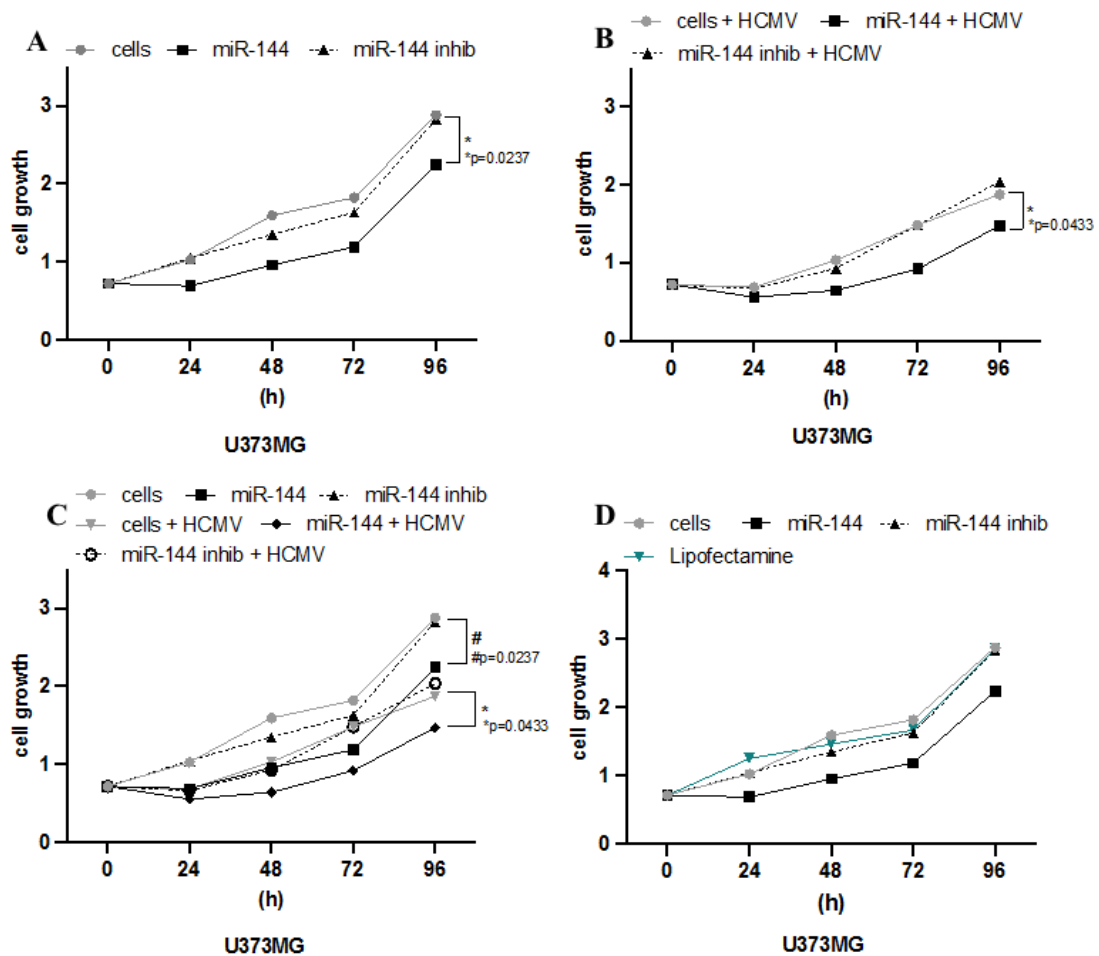 A
cells miR-144 miR-144 inhib
3
2
1
0
cell growth
*
*p=0.0237
0 24 48 72 96
(h)
U373MG
B
cells + HCMV miR-144 + HCMV
miR-144 inhib + HCMV
3
2
1
0
cell growth
*
*p=0.0433
0 24 48 72 96
(h)
U373MG
C
cells miR-144 miR-144 inhib
cells + HCMV miR-144 + HCMV
miR-144 inhib + HCMV
3
2
1
0
cell growth
#
#p=0.0237
*
*p=0.0433
0 24 48 72 96
(h)
U373MG
D
cells miR-144 miR-144 inhib
Lipofectamine
4
3
2
1
0
cell growth
0 24 48 72 96
(h)
U373MG